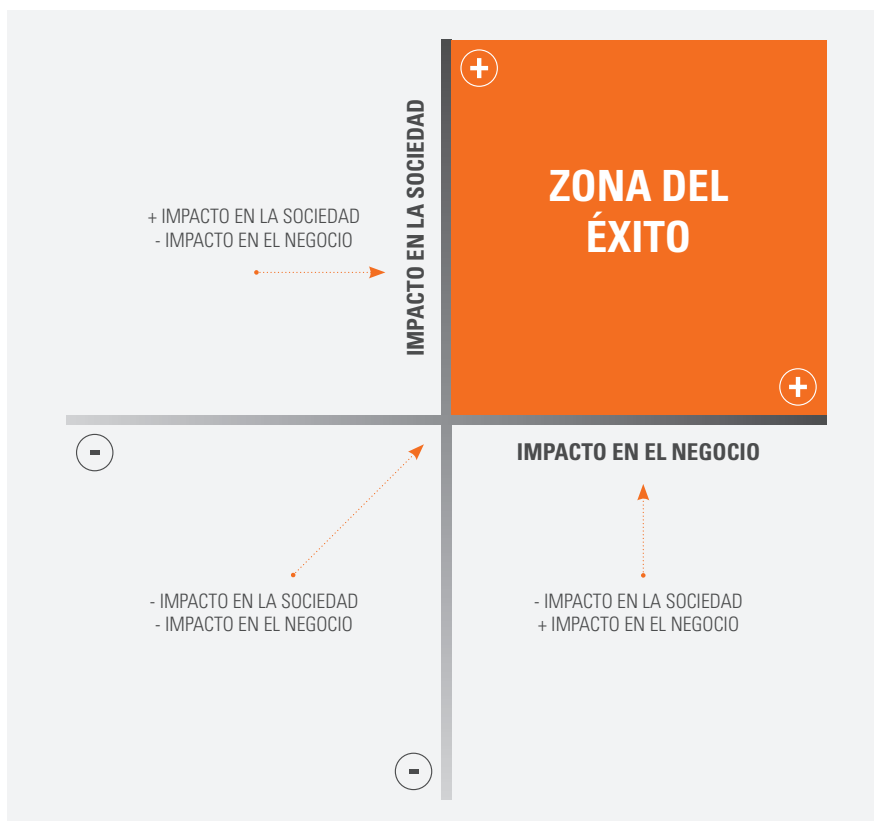 +
ZONA DEL
ÉXITO
IMPACTO EN LA SOCIEDAD
+ IMPACTO EN LA SOCIEDAD
- IMPACTO EN EL NEGOCIO
+
-
IMPACTO EN EL NEGOCIO
- IMPACTO EN LA SOCIEDAD
- IMPACTO EN EL NEGOCIO
- IMPACTO EN LA SOCIEDAD
+ IMPACTO EN EL NEGOCIO
-